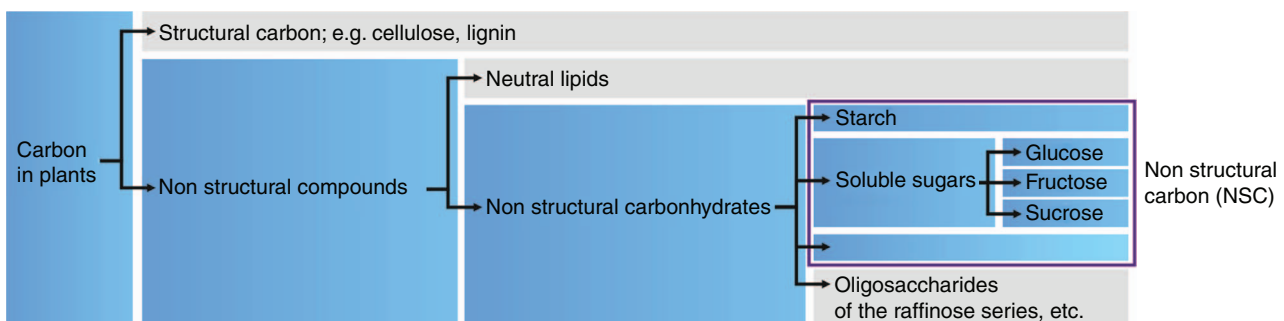 Structural carbon; e.g. cellulose, lignin
Neutral lipids
Starch
Carbon
in plants
Non structural compounds
Non structural carbonhydrates
Soluble sugars
Glucose
Fructose
Sucrose
Non structural
carbon (NSC)
Oligosaccharides
of the raffinose series, etc.